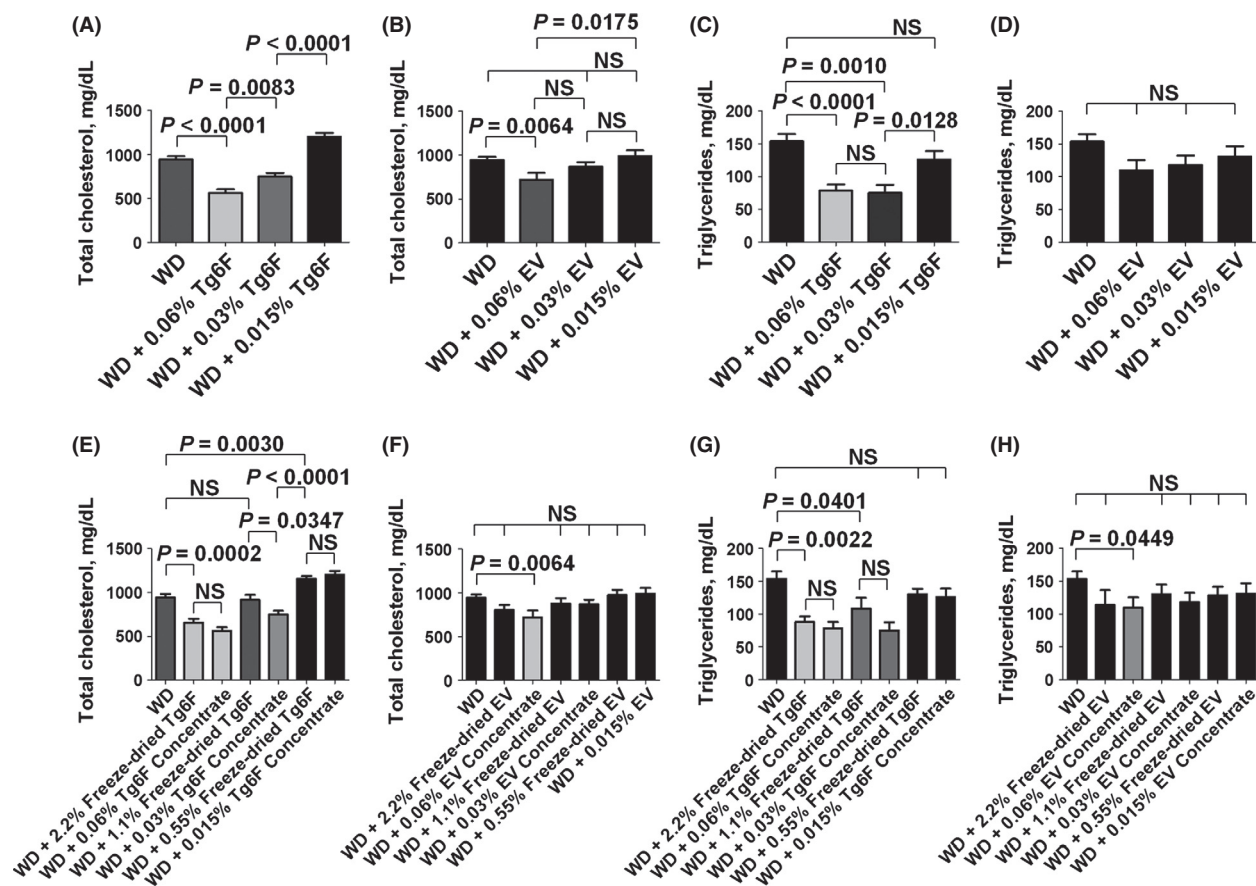 (A)
P < 0.0001
P = 0.0083
P < 0.0001
Total cholesterol, mg/dL
1500
1000
500
0
WD
WD + 0.06% Tg6F
WD + 0.03% Tg6F
WD + 0.015% Tg6F
(B)
P = 0.0175
NS
NS
NS
P = 0.0064
Total cholesterol, mg/dL
1500
1000
500
0
WD
WD + 0.06% EV
WD + 0.03% EV
WD + 0.015% EV
(C)
NS
P = 0.0010
P < 0.0001
P = 0.0128
NS
Triglycerides, mg/dL
200
150
100
50
0
WD
WD + 0.06% Tg6F
WD + 0.03% Tg6F
WD + 0.015% Tg6F
(D)
NS
Triglycerides, mg/dL
200
150
100
50
0
WD
WD + 0.06% EV
WD + 0.03% EV
WD + 0.015% EV
(E)
P = 0.0030
P < 0.0001
NS
P = 0.0347
P = 0.0002
NS
NS
Total cholesterol, mg/dL
1500
1000
500
0
WD
WD + 2.2% Freeze-dried Tg6F
WD + 0.06% Tg6F Concentrate
WD + 1.1% Freeze-dried Tg6F
WD + 0.03% Tg6F Concentrate
WD + 0.55% Freeze-dried Tg6F
WD + 0.015% Tg6F Concentrate
(F)
NS
P = 0.0064
Total cholesterol, mg/dL
1500
1000
500
0
WD
WD + 2.2% Freeze-dried EV
WD + 0.06% EV Concentrate
WD + 1.1% Freeze-dried EV
WD + 0.03% EV Concentrate
WD + 0.55% Freeze-dried EV
WD + 0.015% EV
(G)
NS
P = 0.0401
P = 0.0022
NS
NS
Triglycerides, mg/dL
200
150
100
50
0
WD
WD + 2.2% Freeze-dried Tg6F
WD + 0.06% Tg6F Concentrate
WD + 1.1% Freeze-dried Tg6F
WD + 0.03% Tg6F Concentrate
WD + 0.55% Freeze-dried Tg6F
WD + 0.015% Tg6F Concentrate
(H)
NS
P = 0.0449
Triglycerides, mg/dL
200
150
100
50
0
WD
WD + 2.2% Freeze-dried EV
WD + 0.06% EV Concentrate
WD + 1.1% Freeze-dried EV
WD + 0.03% EV Concentrate
WD + 0.55% Freeze-dried EV
WD + 0.015% EV Concentrate